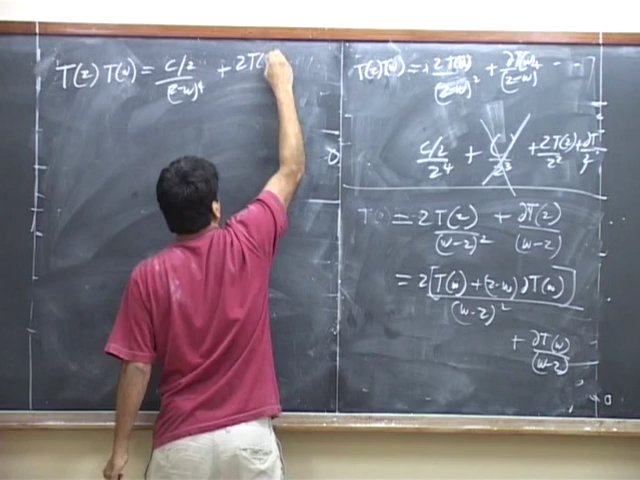 T(z) T(w) = c/2 / (z-w)^4 + 2T(
T(z)T(w) = 2T(w) / (z-w)^2 + ∂T(w) / (z-w) - -
c/2 / z^4 + ( ) / z^3 + 2T(z) / z^2 + ∂T / z
= 2T(z) / (w-z)^2 + ∂T(z) / (w-z)
= 2[T(w) + (z-w) ∂T(w)] / (w-z)^2
+ ∂T(w) / (w-z)